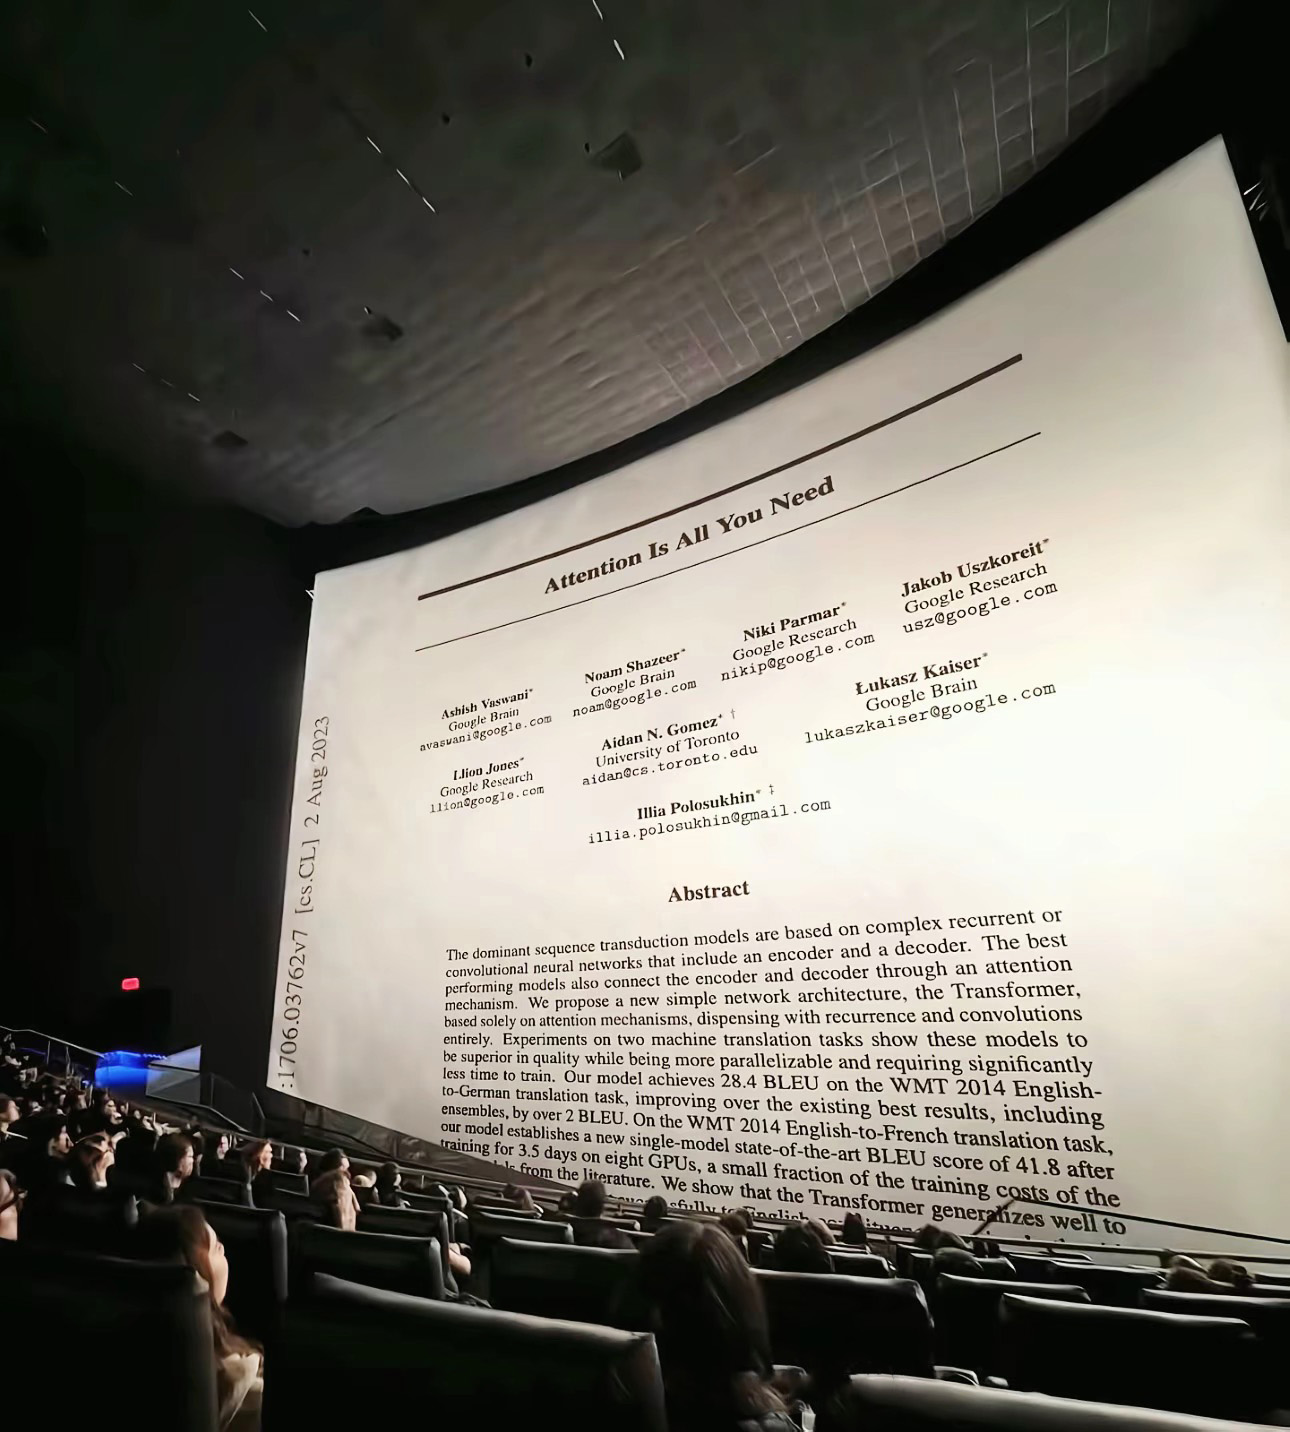 Attention Is All You Need
Ashish Vaswani*
Google Brain
avaswani@google.com
Noam Shazeer*
Google Brain
noam@google.com
Niki Parmar*
Google Research
nikip@google.com
Jakob Uszkoreit*
Google Research
usz@google.com
Llion Jones*
Google Research
llion@google.com
Aidan N. Gomez* †
University of Toronto
aidan@cs.toronto.edu
Łukasz Kaiser*
Google Brain
lukaszkaiser@google.com
Illia Polosukhin* ‡
illia.polosukhin@gmail.com
:1706.03762v7 [cs.CL] 2 Aug 2023
Abstract
The dominant sequence transduction models are based on complex recurrent or
convolutional neural networks that include an encoder and a decoder. The best
performing models also connect the encoder and decoder through an attention
mechanism. We propose a new simple network architecture, the Transformer,
based solely on attention mechanisms, dispensing with recurrence and convolutions
entirely. Experiments on two machine translation tasks show these models to
be superior in quality while being more parallelizable and requiring significantly
less time to train. Our model achieves 28.4 BLEU on the WMT 2014 English-
to-German translation task, improving over the existing best results, including
ensembles, by over 2 BLEU. On the WMT 2014 English-to-French translation task,
our model establishes a new single-model state-of-the-art BLEU score of 41.8 after
training for 3.5 days on eight GPUs, a small fraction of the training costs of the
from the literature. We show that the Transformer generalizes well to